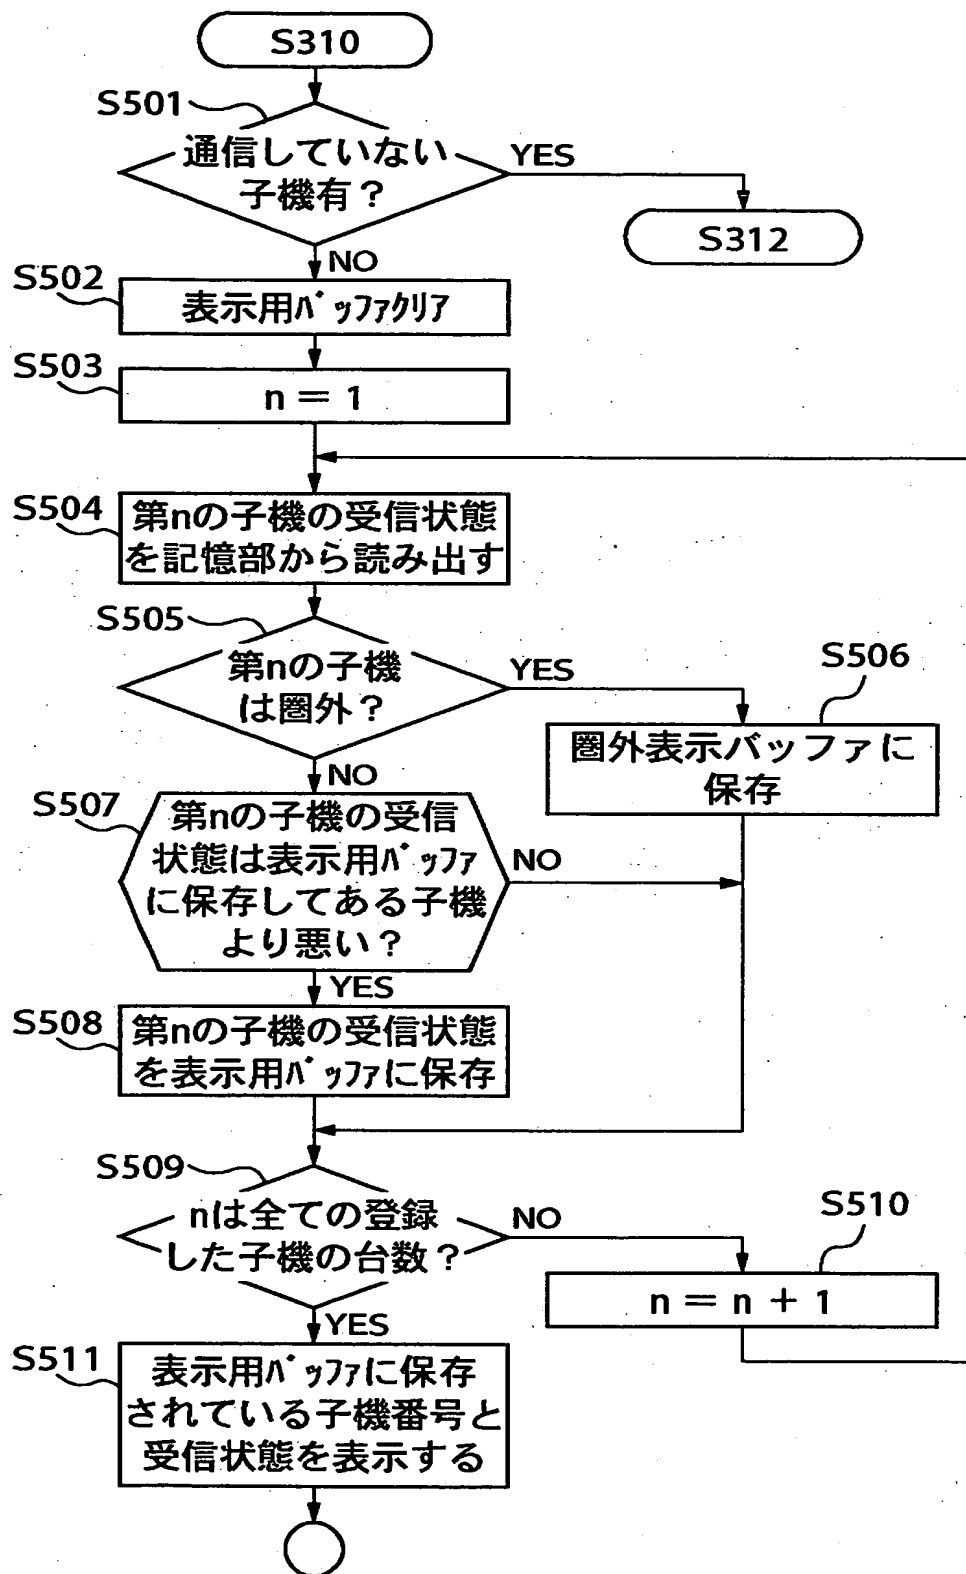 S310
S501
通信していない
子機有？
YES
S312
NO
S502
表示用ﾊﾞｯﾌｧｸﾘｱ
S503
n＝1
S504
第nの子機の受信状態
を記憶部から読み出す
S505
第nの子機
は圏外？
YES
S506
圏外表示バッファに
保存
NO
S507
第nの子機の受信
状態は表示用ﾊﾞｯﾌｧ
に保存してある子機
より悪い？
NO
YES
S508
第nの子機の受信状態
を表示用ﾊﾞｯﾌｧに保存
S509
nは全ての登録
した子機の台数？
NO
S510
n＝n＋1
YES
S511
表示用ﾊﾞｯﾌｧに保存
されている子機番号と
受信状態を表示する